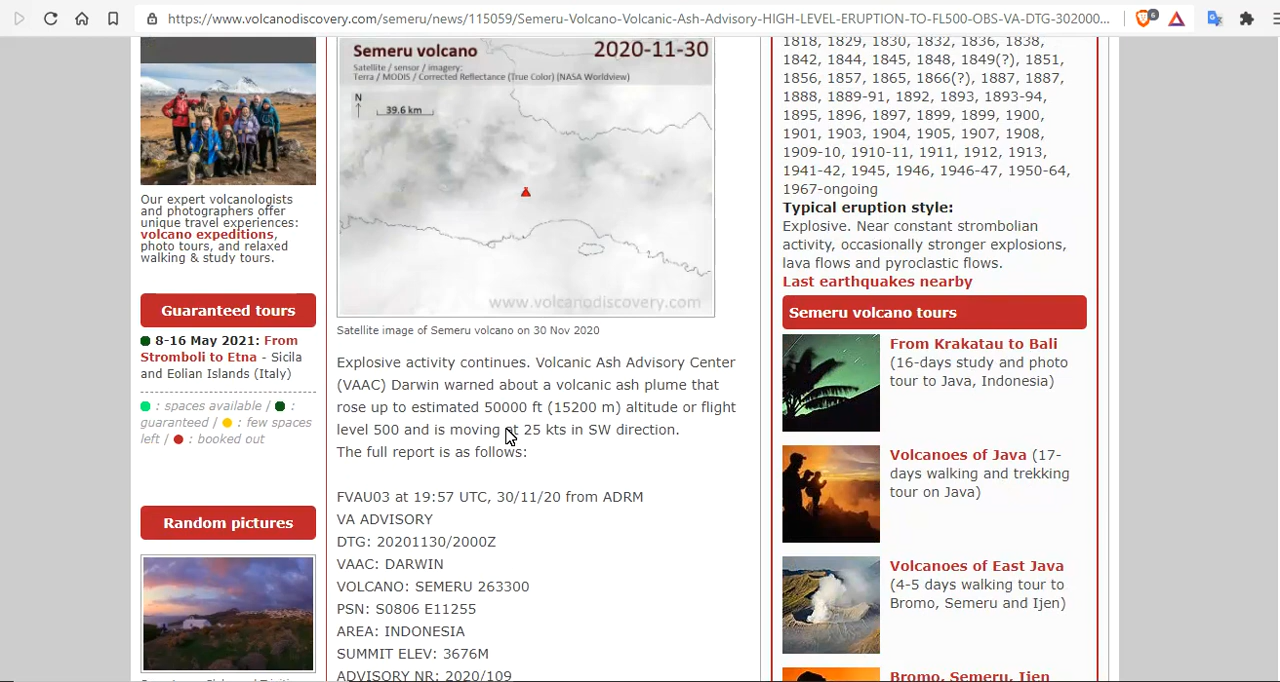 https://www.volcanodiscovery.com/semeru/news/115059/Semeru-Volcano-Volcanic-Ash-Advisory-HIGH-LEVEL-ERUPTION-TO-FL500-OBS-VA-DTG-302000...
6
Our expert volcanologists
and photographers offer
unique travel experiences:
volcano expeditions,
photo tours, and relaxed
walking & study tours.
Guaranteed tours
8-16 May 2021: From
Stromboli to Etna - Sicila
and Eolian Islands (Italy)
: spaces available / :
guaranteed / : few spaces
left / : booked out
Random pictures
Semeru volcano 2020-11-30
Satellite / sensor / imagery:
Terra / MODIS / Corrected Reflectance (True Color) (NASA Worldview)
N
39.6 km
www.volcanodiscovery.com
Satellite image of Semeru volcano on 30 Nov 2020
Explosive activity continues. Volcanic Ash Advisory Center
(VAAC) Darwin warned about a volcanic ash plume that
rose up to estimated 50000 ft (15200 m) altitude or flight
level 500 and is moving at 25 kts in SW direction.
The full report is as follows:
FVAU03 at 19:57 UTC, 30/11/20 from ADRM
VA ADVISORY
DTG: 20201130/2000Z
VAAC: DARWIN
VOLCANO: SEMERU 263300
PSN: S0806 E11255
AREA: INDONESIA
SUMMIT ELEV: 3676M
ADVISORY NR: 2020/109
1818, 1829, 1830, 1832, 1836, 1838,
1842, 1844, 1845, 1848, 1849(?), 1851,
1856, 1857, 1865, 1866(?), 1887, 1887,
1888, 1889-91, 1892, 1893, 1893-94,
1895, 1896, 1897, 1899, 1899, 1900,
1901, 1903, 1904, 1905, 1907, 1908,
1909-10, 1910-11, 1911, 1912, 1913,
1941-42, 1945, 1946, 1946-47, 1950-64,
1967-ongoing
Typical eruption style:
Explosive. Near constant strombolian
activity, occasionally stronger explosions,
lava flows and pyroclastic flows.
Last earthquakes nearby
Semeru volcano tours
From Krakatau to Bali
(16-days study and photo
tour to Java, Indonesia)
Volcanoes of Java (17-
days walking and trekking
tour on Java)
Volcanoes of East Java
(4-5 days walking tour to
Bromo, Semeru and Ijen)
Bromo, Semeru, Ijen